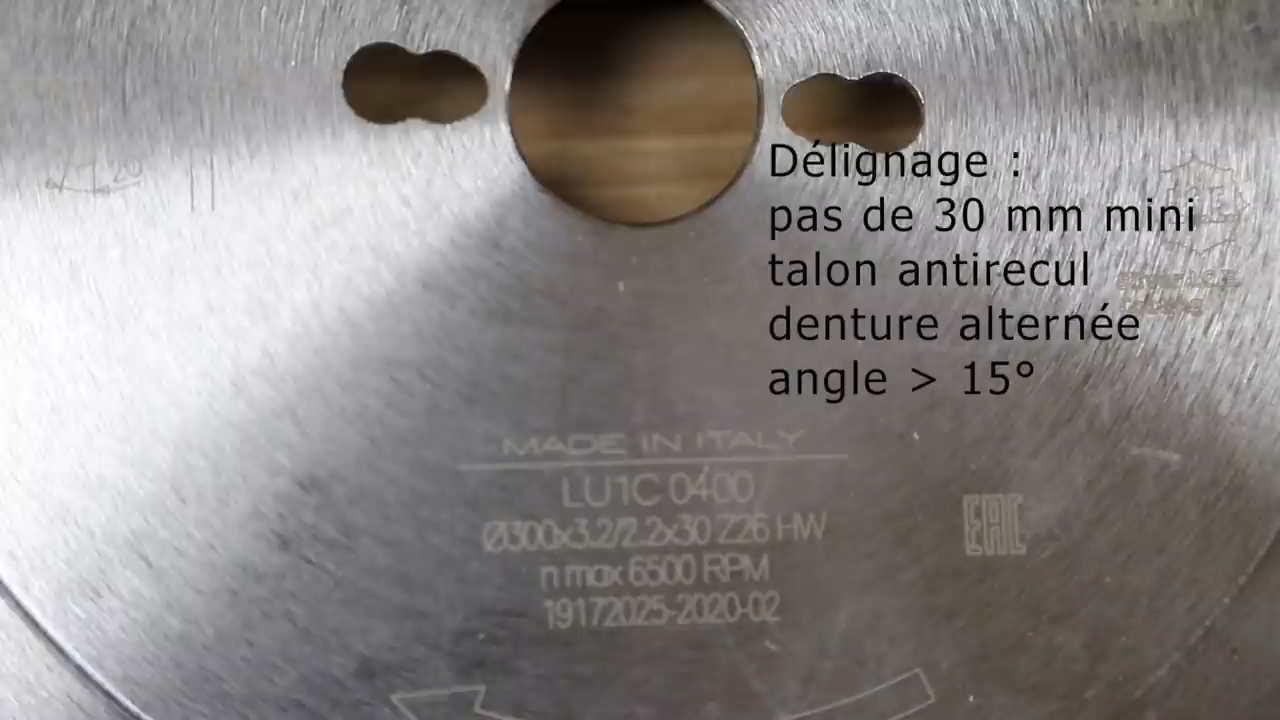 Délignage :
pas de 30 mm mini
talon antirecul
denture alternée
angle > 15°
MADE IN ITALY
LU1C 0400
Ø300x3.2/2.2x30 Z26 HW
n max 6500 RPM
19172025-2020-02
EAC